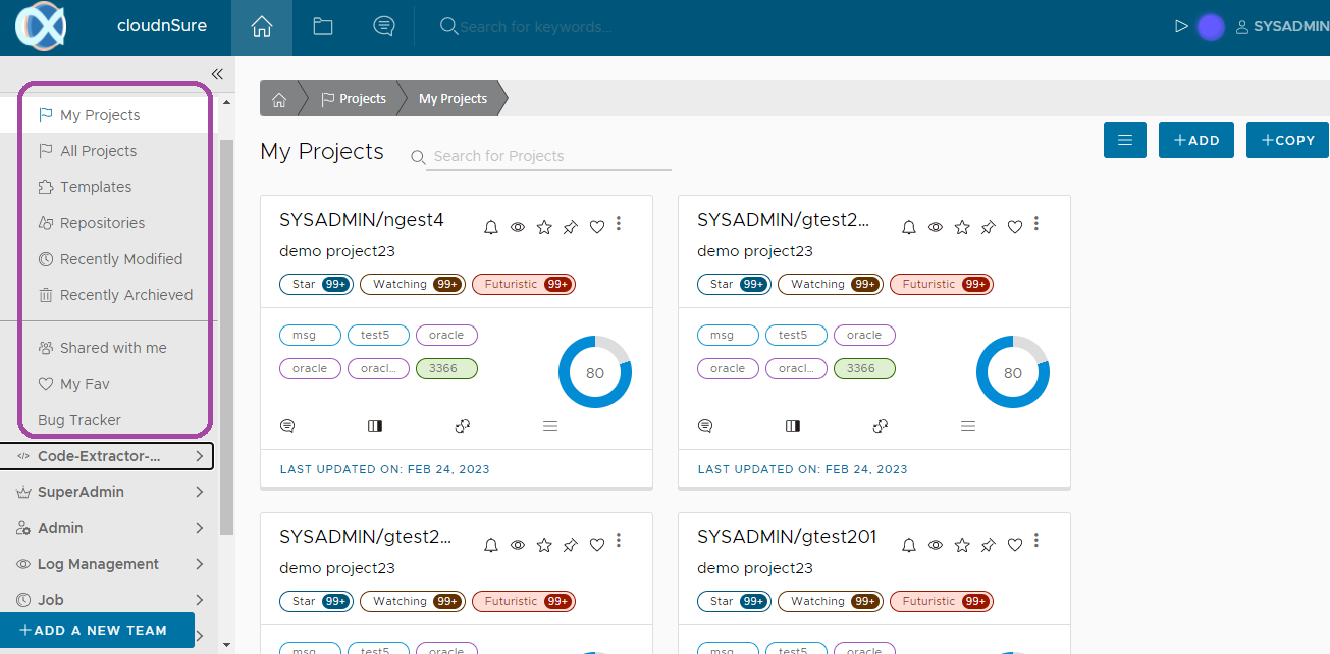 cloudnSure
Search for keywords...
SYSADMIN
My Projects
All Projects
Templates
Repositories
Recently Modified
Recently Archieved
Shared with me
My Fav
Bug Tracker
Code-Extractor-...
SuperAdmin
Admin
Log Management
Job
+ADD A NEW TEAM
Projects
My Projects
My Projects
Search for Projects
+ADD
+COPY
SYSADMIN/ngest4
demo project23
Star 99+ Watching 99+ Futuristic 99+
msg test5 oracle
oracle oracl... 3366
80
LAST UPDATED ON: FEB 24, 2023
SYSADMIN/gtest2...
demo project23
Star 99+ Watching 99+ Futuristic 99+
msg test5 oracle
oracle oracl... 3366
80
LAST UPDATED ON: FEB 24, 2023
SYSADMIN/gtest2...
demo project23
Star 99+ Watching 99+ Futuristic 99+
msg test5 oracle
SYSADMIN/gtest201
demo project23
Star 99+ Watching 99+ Futuristic 99+
msg test5 oracle